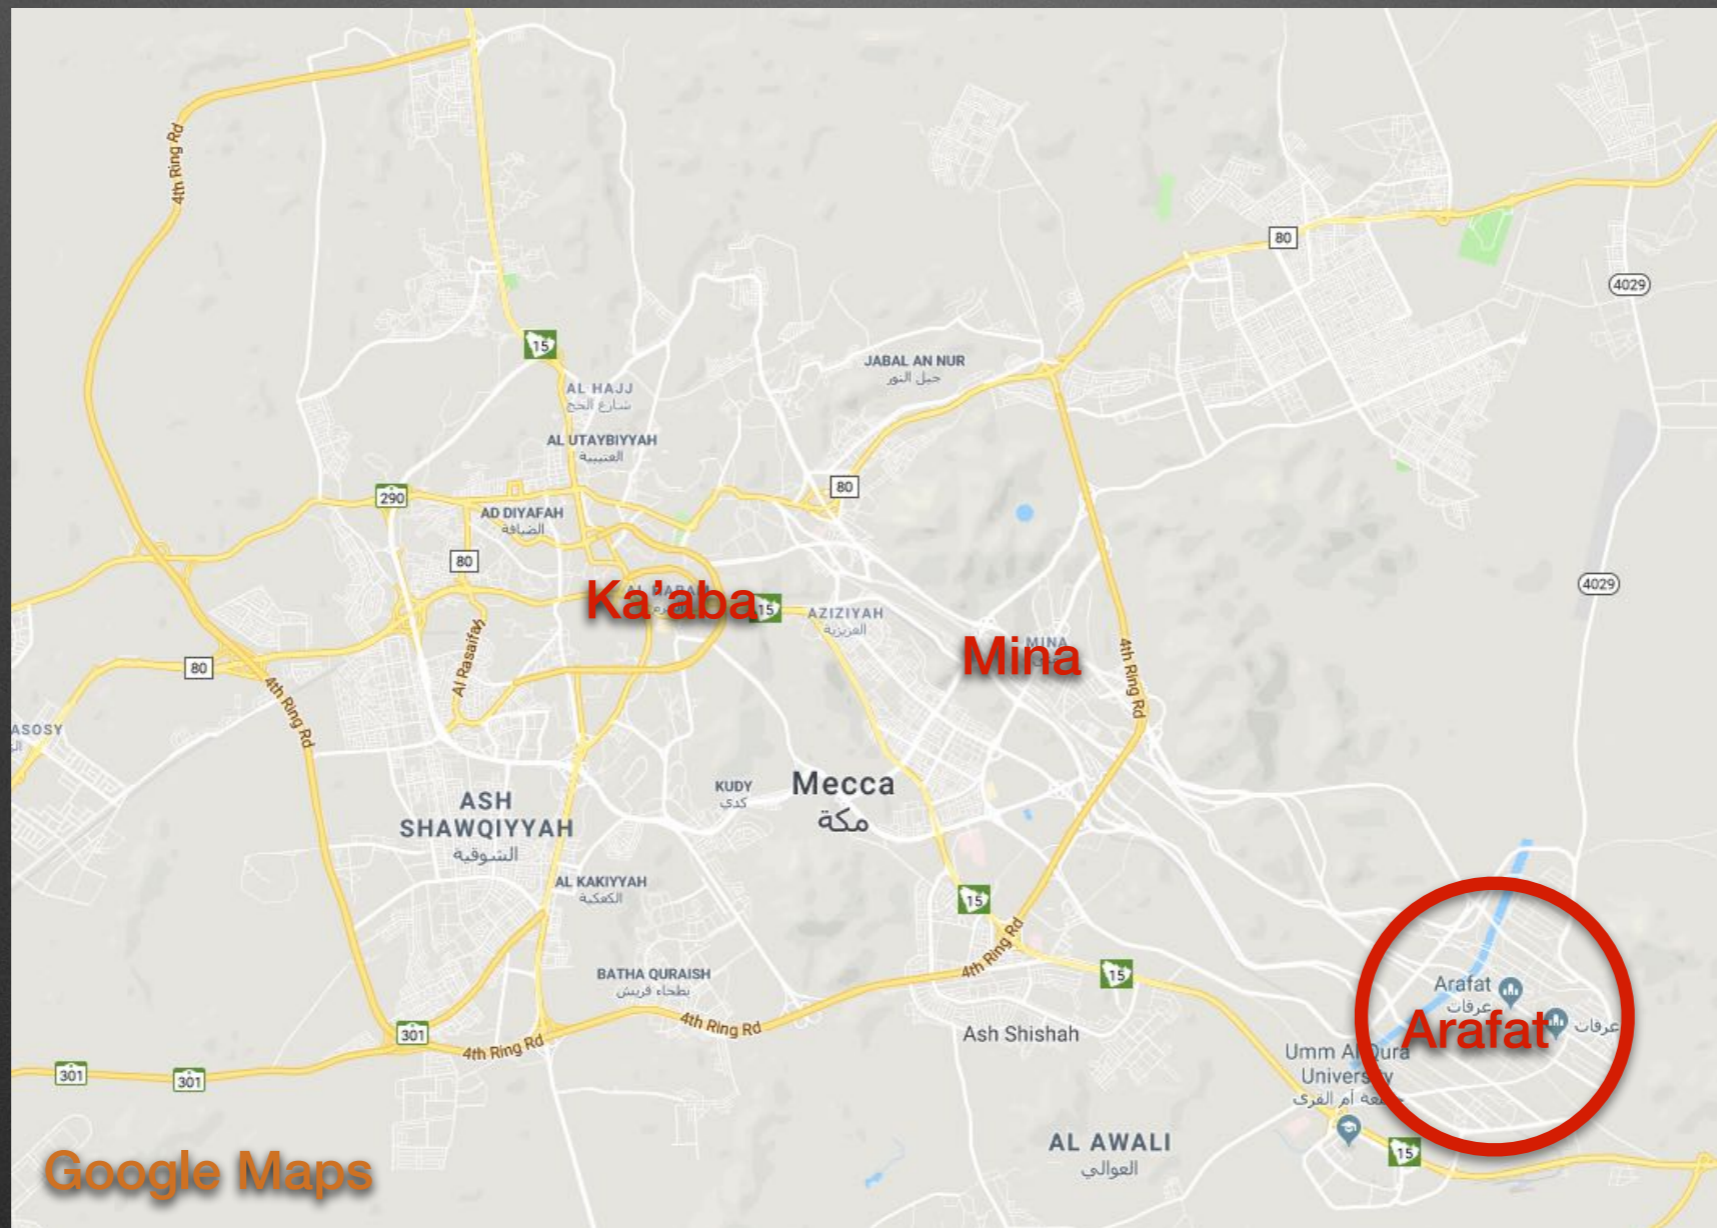 4th Ring Rd
80
4029
15
JABAL AN NUR
جبل النور
AL HAJJ
شارع الحج
AL UTAYBIYYAH
العتيبية
290
80
AD DIYAFAH
الضيافة
80
4029
Ka'aba
15
AZIZIYAH
العزيزية
MINA
Mina
Al Rasaifah
80
4th Ring Rd
4th Ring Rd
ASOSY
KUDY
كدي
Mecca
مكة
ASH
SHAWQIYYAH
الشوقية
AL KAKIYYAH
الكعكية
15
4th Ring Rd
BATHA QURAISH
بطحاء قريش
15
Arafat
عرفات
Arafat
عرفات
4th Ring Rd
301
4th Ring Rd
Ash Shishah
Umm Al Qura
University
جامعة أم القرى
301
301
AL AWALI
العوالي
15
Google Maps